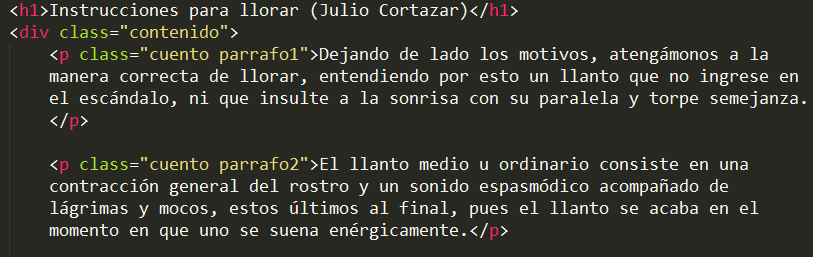 <h1>Instrucciones para llorar (Julio Cortazar)</h1>
<div class="contenido">
<p class="cuento parrafo1">Dejando de lado los motivos, atengámonos a la
manera correcta de llorar, entendiendo por esto un llanto que no ingrese en
el escándalo, ni que insulte a la sonrisa con su paralela y torpe semejanza.
</p>
<p class="cuento parrafo2">El llanto medio u ordinario consiste en una
contracción general del rostro y un sonido espasmódico acompañado de
lágrimas y mocos, estos últimos al final, pues el llanto se acaba en el
momento en que uno se suena enérgicamente.</p>